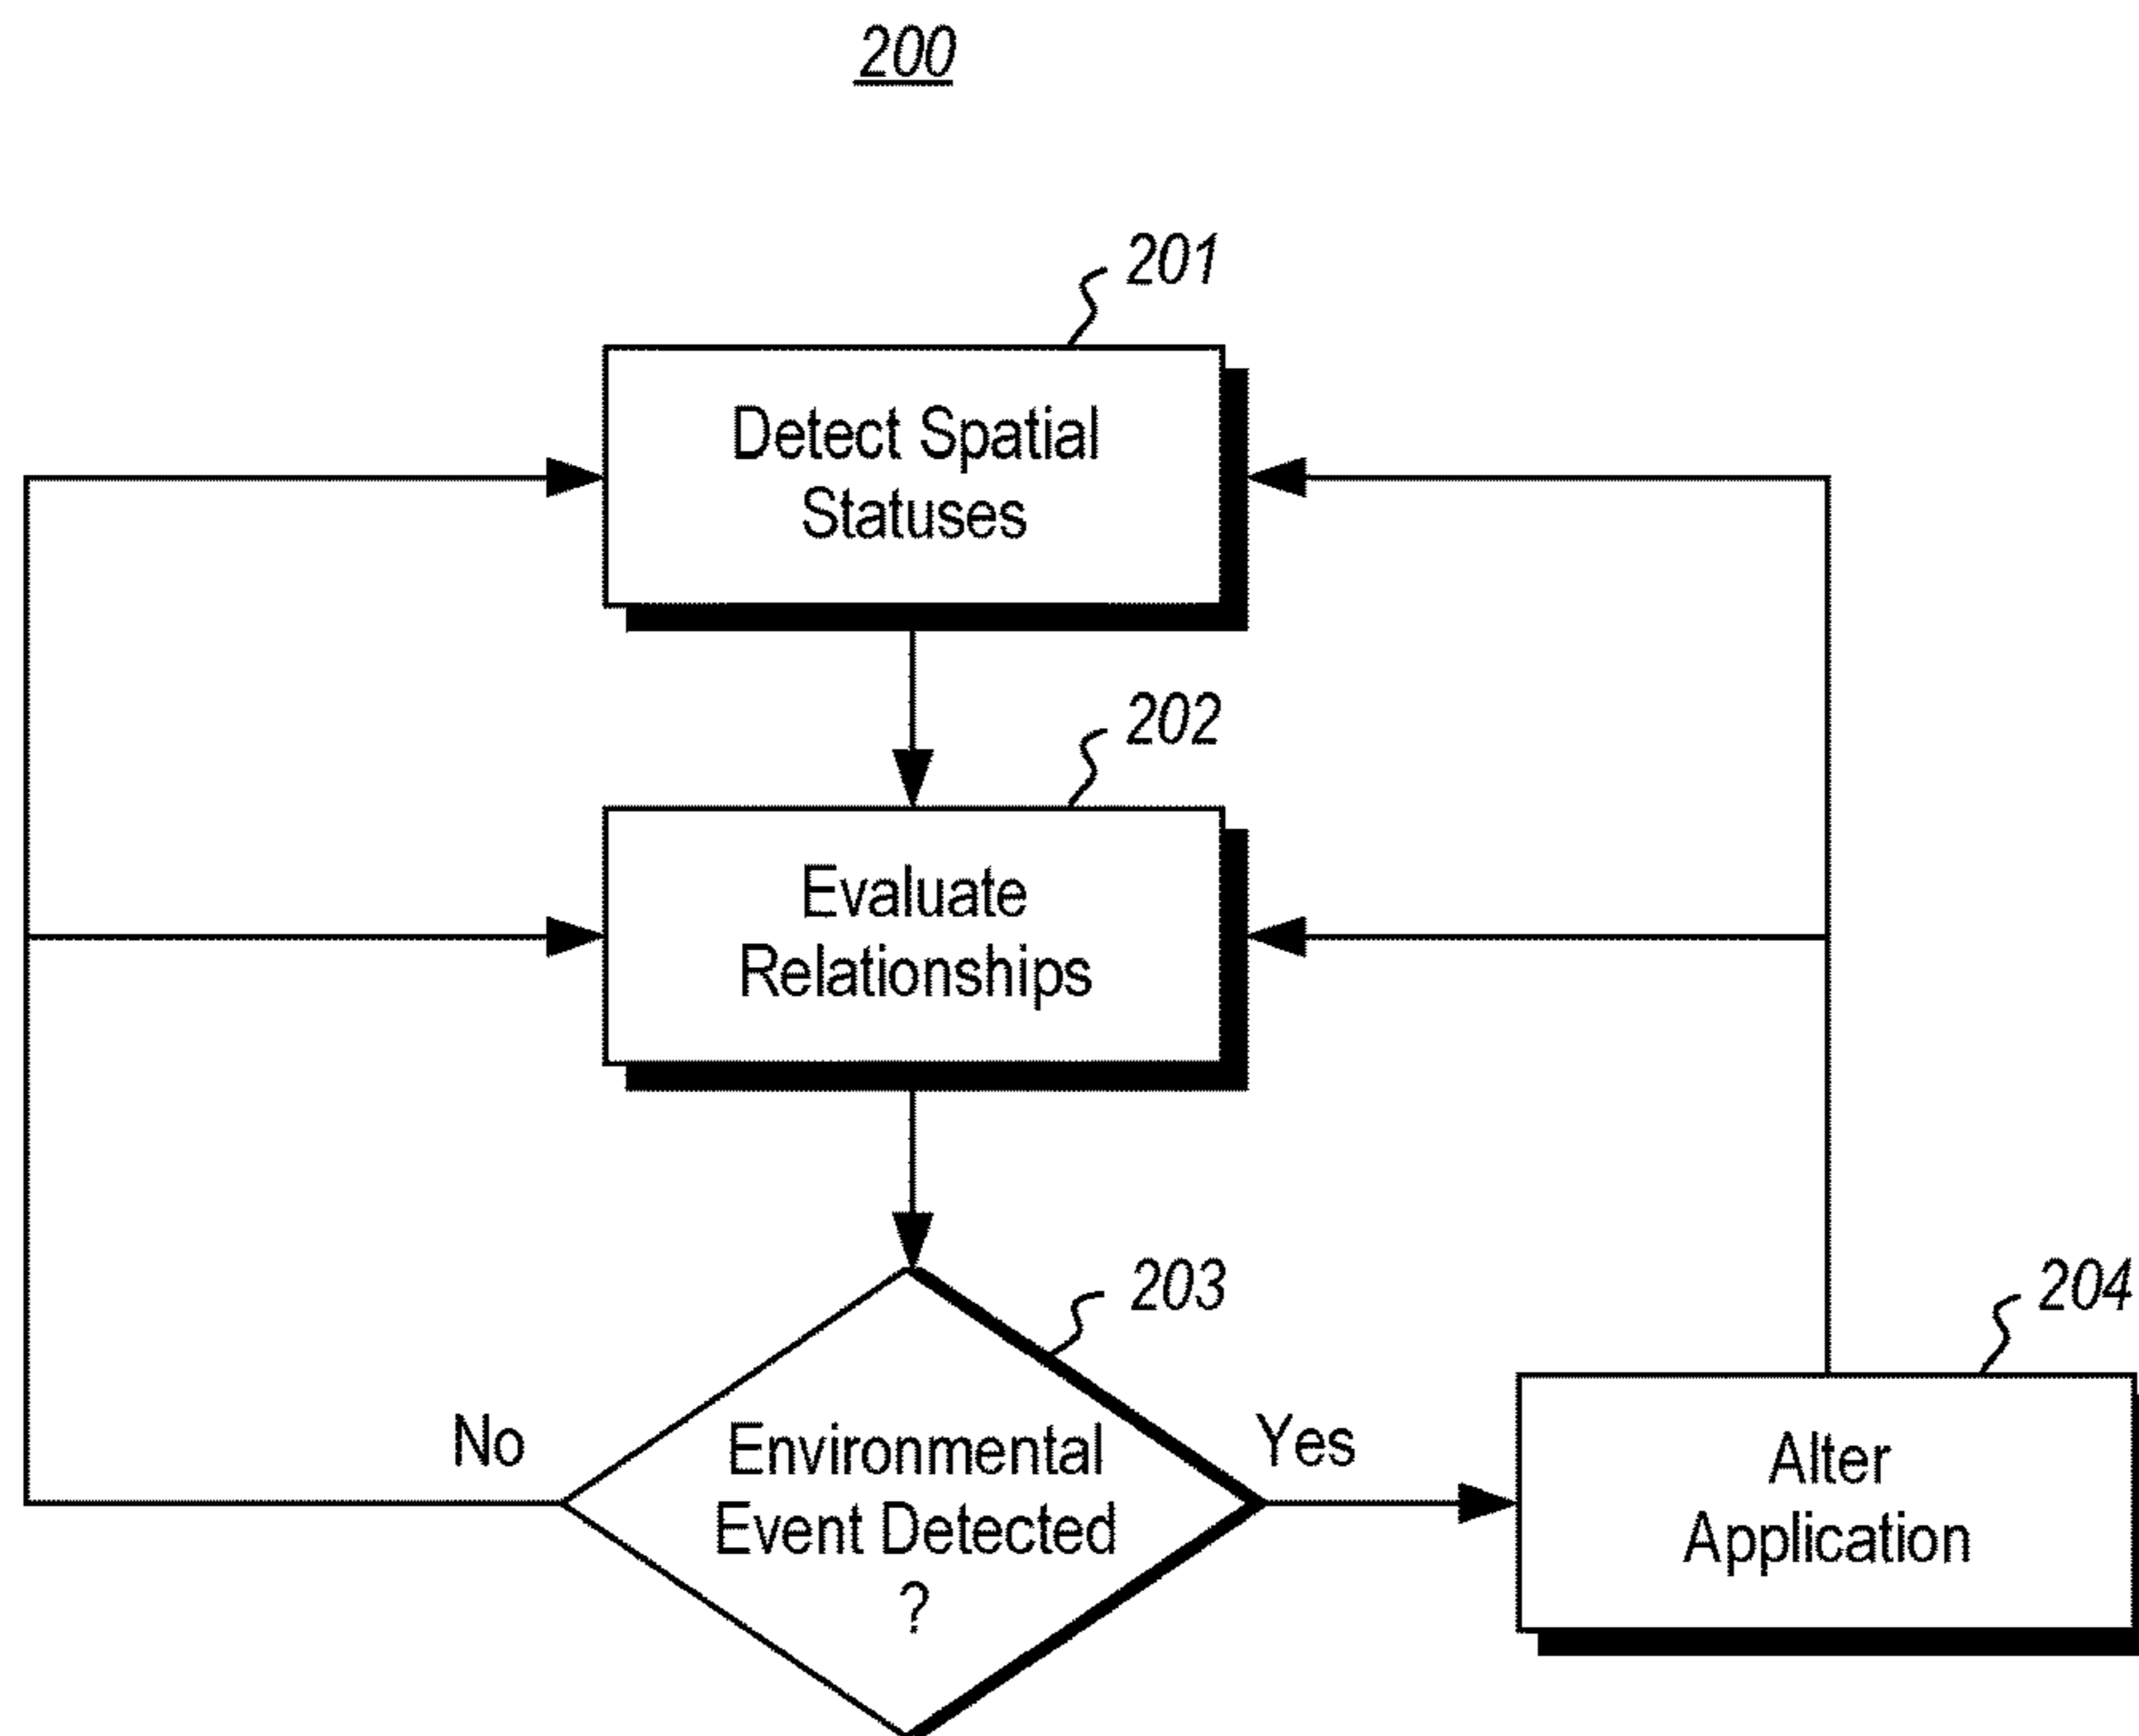 200
201
Detect Spatial
Statuses
202
Evaluate
Relationships
203
204
No
Environmental
Event Detected
?
Yes
Alter
Application